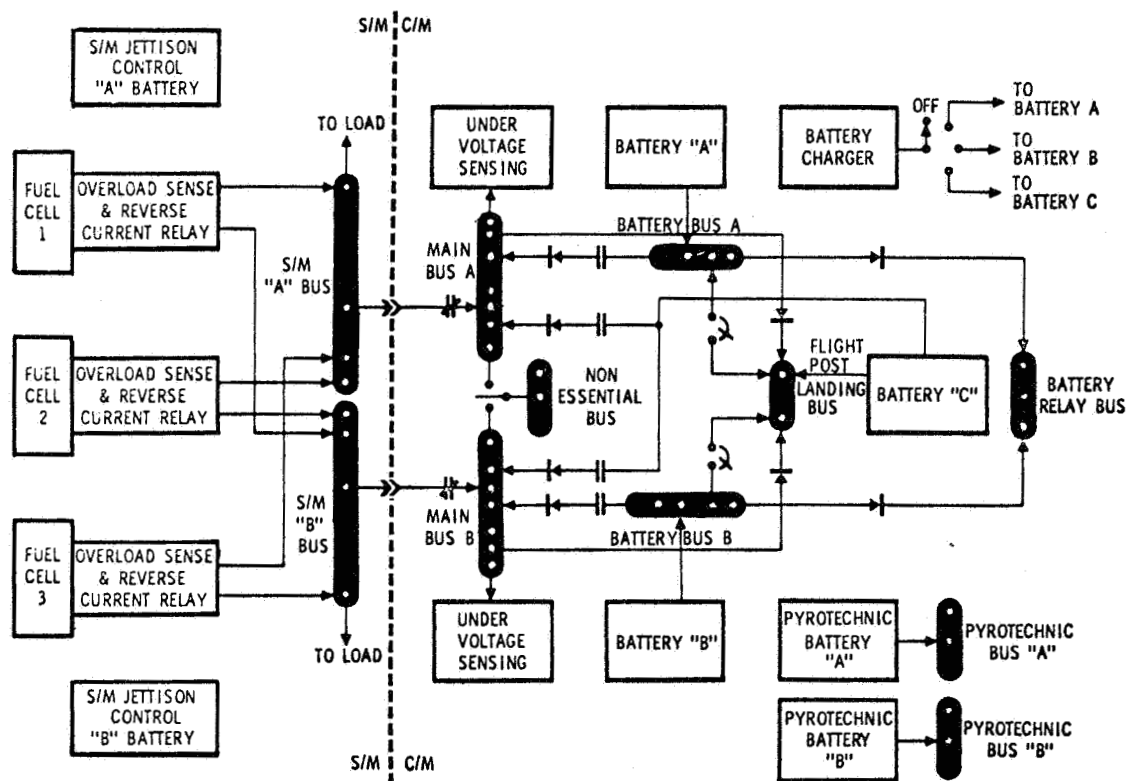 S/M C/M
S/M JETTISON
CONTROL
"A" BATTERY
TO LOAD
UNDER
VOLTAGE
SENSING
BATTERY "A"
BATTERY
CHARGER
OFF
TO
BATTERY A
TO
BATTERY B
TO
BATTERY C
FUEL
CELL
1
OVERLOAD SENSE
& REVERSE
CURRENT RELAY
S/M
"A" BUS
MAIN
BUS A
BATTERY BUS A
FUEL
CELL
2
OVERLOAD SENSE
& REVERSE
CURRENT RELAY
NON
ESSENTIAL
BUS
FLIGHT
POST
LANDING
BUS
BATTERY "C"
BATTERY
RELAY BUS
S/M
"B"
BUS
MAIN
BUS B
BATTERY BUS B
FUEL
CELL
3
OVERLOAD SENSE
& REVERSE
CURRENT RELAY
TO LOAD
UNDER
VOLTAGE
SENSING
BATTERY "B"
PYROTECHNIC
BATTERY
"A"
PYROTECHNIC
BUS "A"
S/M JETTISON
CONTROL
"B" BATTERY
PYROTECHNIC
BATTERY
"B"
PYROTECHNIC
BUS "B"
S/M C/M